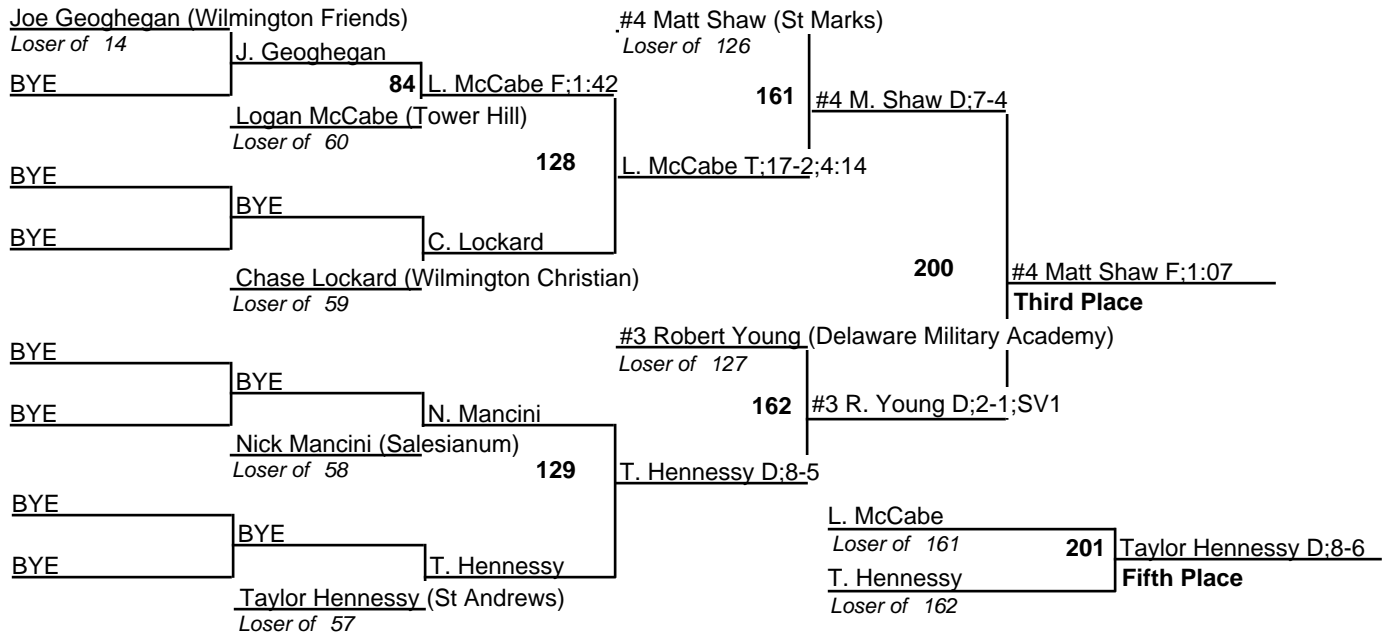 Joe Geoghegan (Wilmington Friends)
Loser of 14
J. Geoghegan
BYE
84
L. McCabe F;1:42
Logan McCabe (Tower Hill)
Loser of 60
128
BYE
BYE
BYE
C. Lockard
Chase Lockard (Wilmington Christian)
Loser of 59
#4 Matt Shaw (St Marks)
Loser of 126
161
#4 M. Shaw D;7-4
L. McCabe T;17-2;4:14
200
#4 Matt Shaw F;1:07
Third Place
BYE
BYE
BYE
N. Mancini
Nick Mancini (Salesianum)
Loser of 58
129
T. Hennessy D;8-5
BYE
BYE
BYE
T. Hennessy
Taylor Hennessy (St Andrews)
Loser of 57
#3 Robert Young (Delaware Military Academy)
Loser of 127
162
#3 R. Young D;2-1;SV1
L. McCabe
Loser of 161
201
Taylor Hennessy D;8-6
T. Hennessy
Fifth Place
Loser of 162